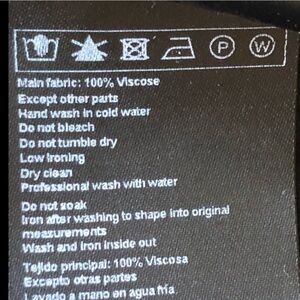 P W
Main fabric: 100% Viscose
Except other parts
Hand wash in cold water
Do not bleach
Do not tumble dry
Low Ironing
Dry clean
Professional wash with water
Do not soak
Iron after washing to shape into original
measurements
Wash and iron inside out
Tejido principal: 100% Viscosa
Excepto otras partes
Lavado a mano en agua fría